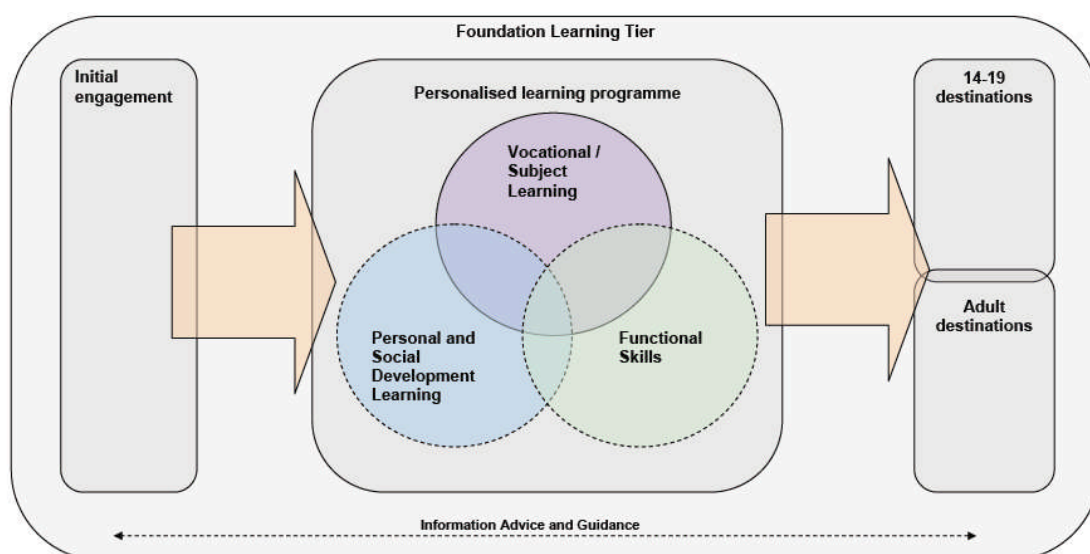 Foundation Learning Tier
Initial
engagement
Personalised learning programme
Vocational /
Subject
Learning
Personal and
Social
Development
Learning
Functional
Skills
14-19
destinations
Adult
destinations
Information Advice and Guidance